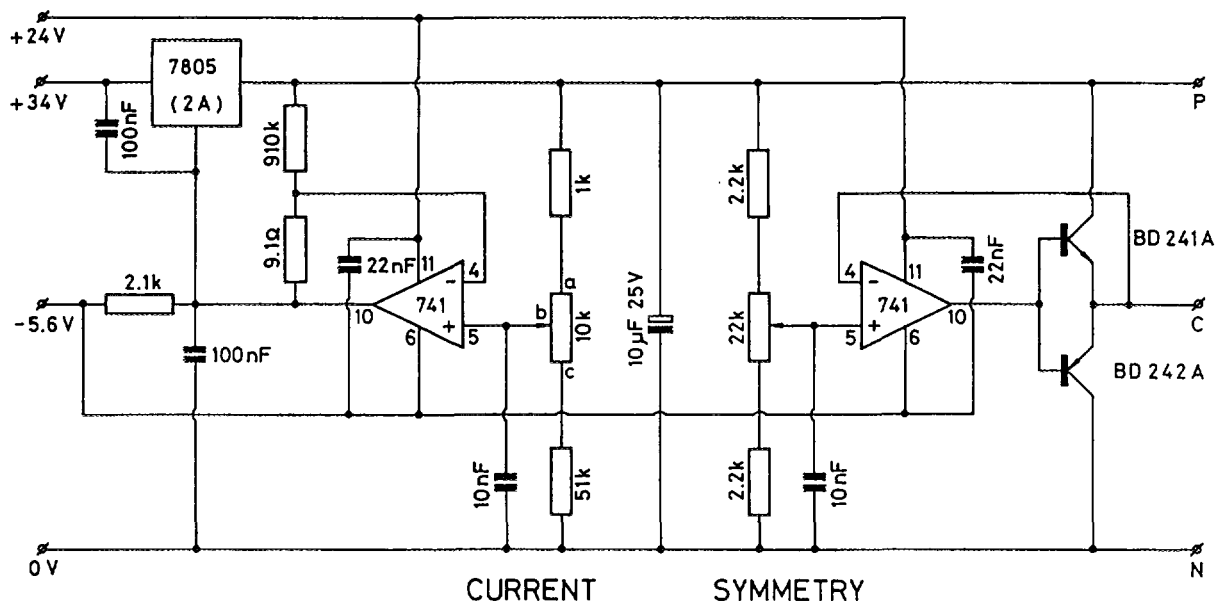 +24V
+34V
7805
(2A)
100nF
910k
9.1Ω
2.1k
-5.6V
100nF
0V
22nF
11
4
-
741
+
10
6
5
1k
a
b
10k
c
10nF
51k
10µF 25V
2.2k
22k
2.2k
10nF
4
-
11
741
+
5
6
10
22nF
BD 241A
BD 242A
P
C
N
CURRENT
SYMMETRY